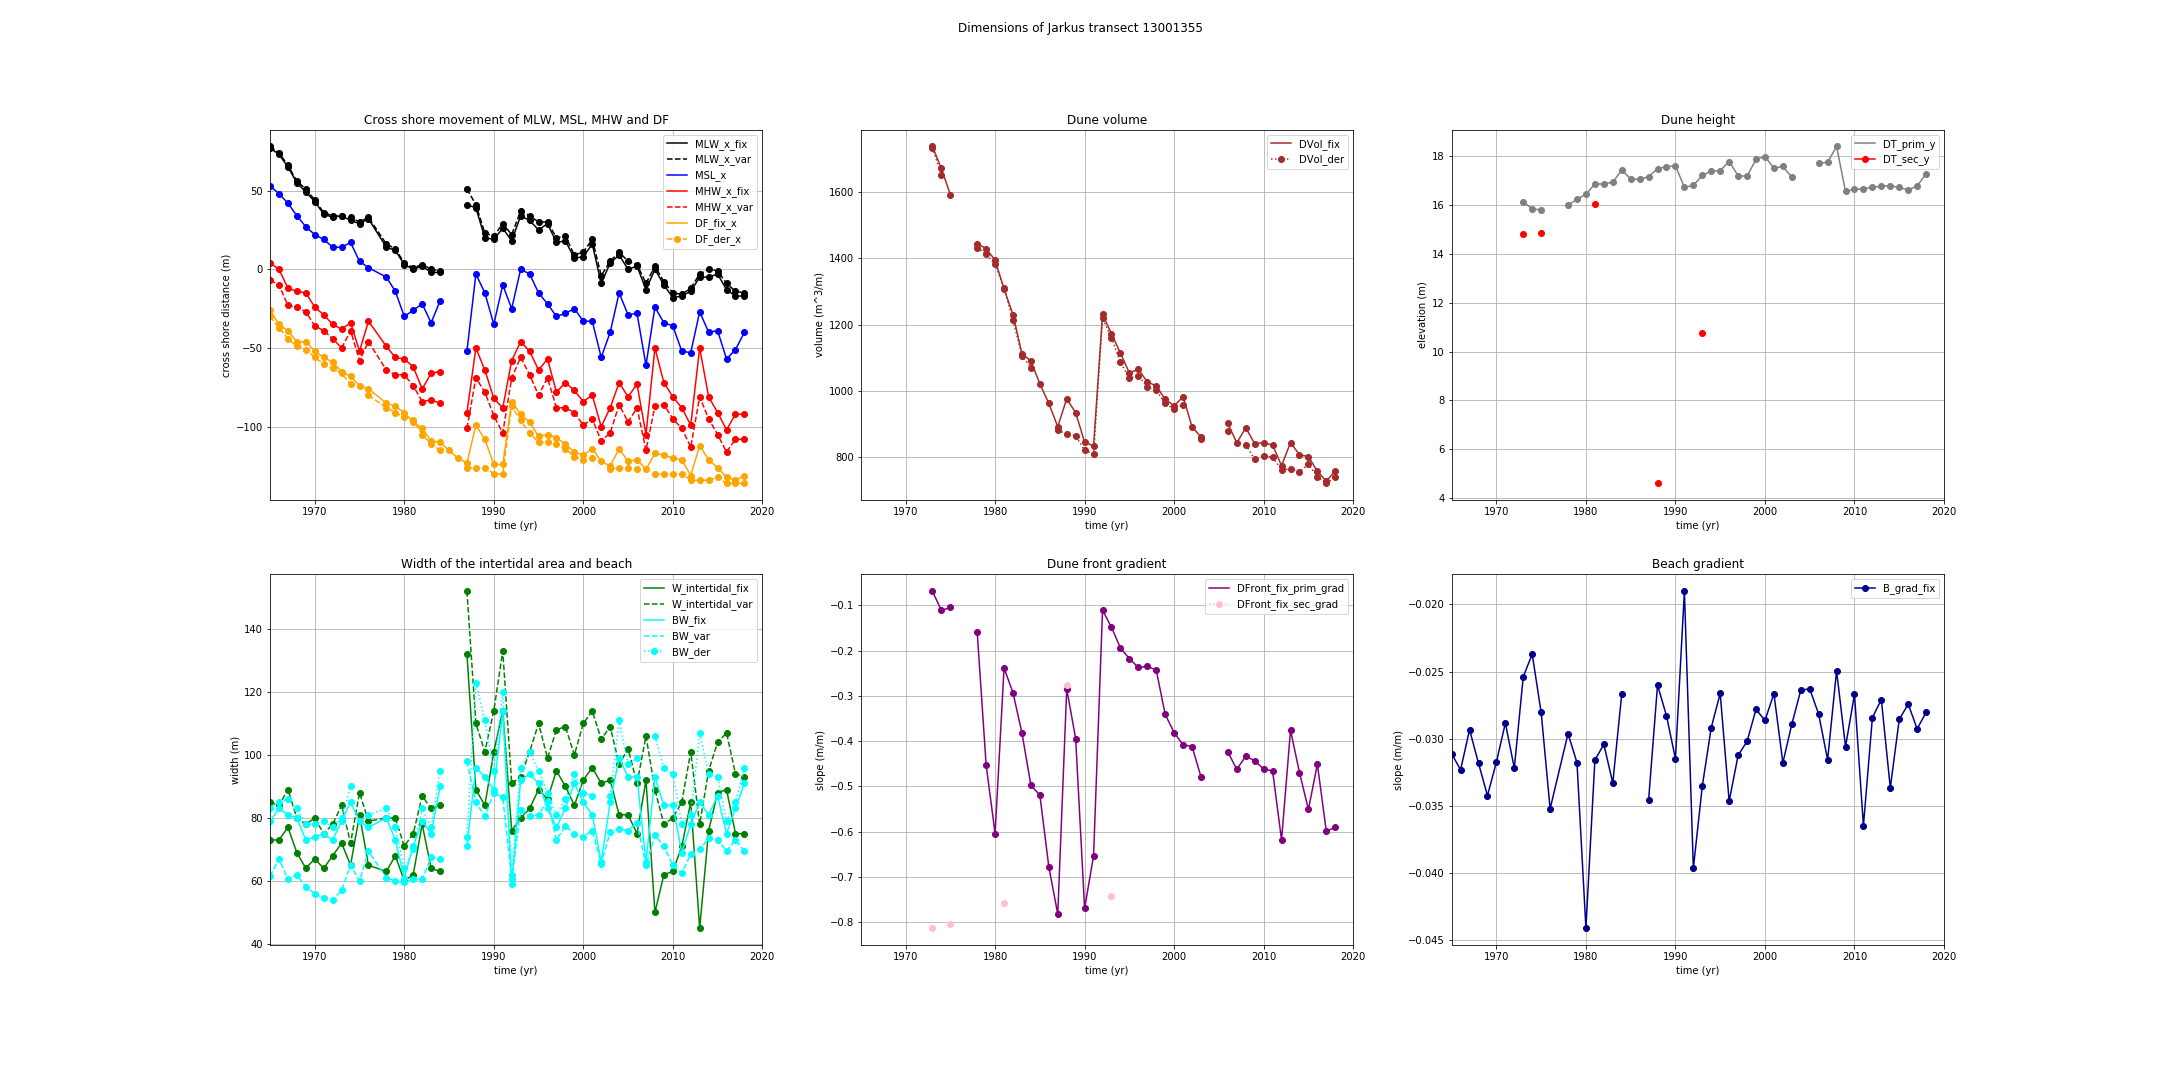 Dimensions of Jarkus transect 13001355
Cross shore movement of MLW, MSL, MHW and DF
cross shore distance (m)
50
0
−50
−100
MLW_x_fix
MLW_x_var
MSL_x
MHW_x_fix
MHW_x_var
DF_fix_x
DF_der_x
1970 1980 1990 2000 2010 2020
time (yr)
Dune volume
volume (m^3/m)
1600
1400
1200
1000
800
DVol_fix
DVol_der
1970 1980 1990 2000 2010 2020
time (yr)
Dune height
elevation (m)
18
16
14
12
10
8
6
4
DT_prim_y
DT_sec_y
1970 1980 1990 2000 2010 2020
time (yr)
Width of the intertidal area and beach
width (m)
140
120
100
80
60
40
W_intertidal_fix
W_intertidal_var
BW_fix
BW_var
BW_der
1970 1980 1990 2000 2010 2020
time (yr)
Dune front gradient
slope (m/m)
−0.1
−0.2
−0.3
−0.4
−0.5
−0.6
−0.7
−0.8
DFront_fix_prim_grad
DFront_fix_sec_grad
1970 1980 1990 2000 2010 2020
time (yr)
Beach gradient
slope (m/m)
−0.020
−0.025
−0.030
−0.035
−0.040
−0.045
B_grad_fix
1970 1980 1990 2000 2010 2020
time (yr)